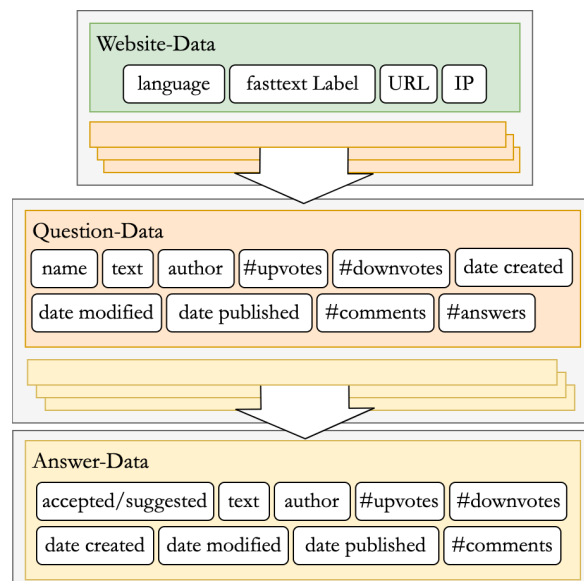 Website-Data
language fasttext Label URL IP
Question-Data
name text author #upvotes #downvotes date created
date modified date published #comments #answers
Answer-Data
accepted/suggested text author #upvotes #downvotes
date created date modified date published #comments